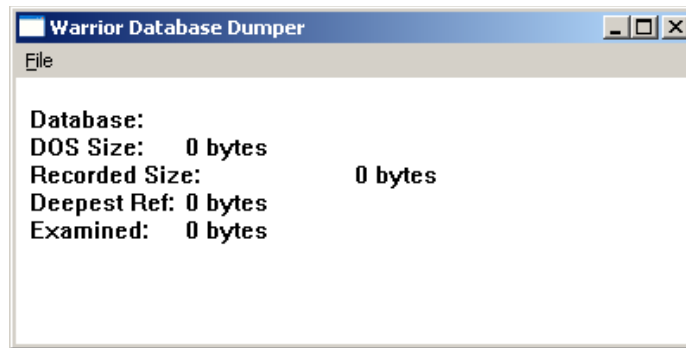 Warrior Database Dumper
File
Database:
DOS Size: 0 bytes
Recorded Size: 0 bytes
Deepest Ref: 0 bytes
Examined: 0 bytes